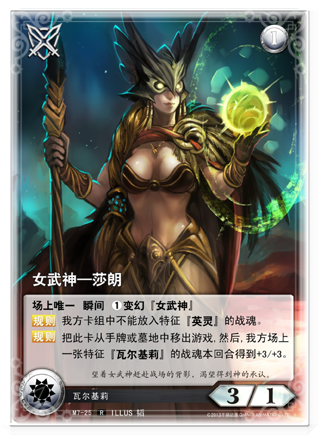 1
女武神—莎朗
场上唯一 瞬间 1 变幻『女武神』
规则 我方卡组中不能放入特征『英灵』的战魂。
规则 把此卡从手牌或墓地中移出游戏，然后，我方场上
一张特征『瓦尔基莉』的战魂本回合得到+3/+3。
望着女武神赶赴战场的背影，渴望得到神的承认。
瓦尔基莉
3/1
M7-25 R ILLUS 韬